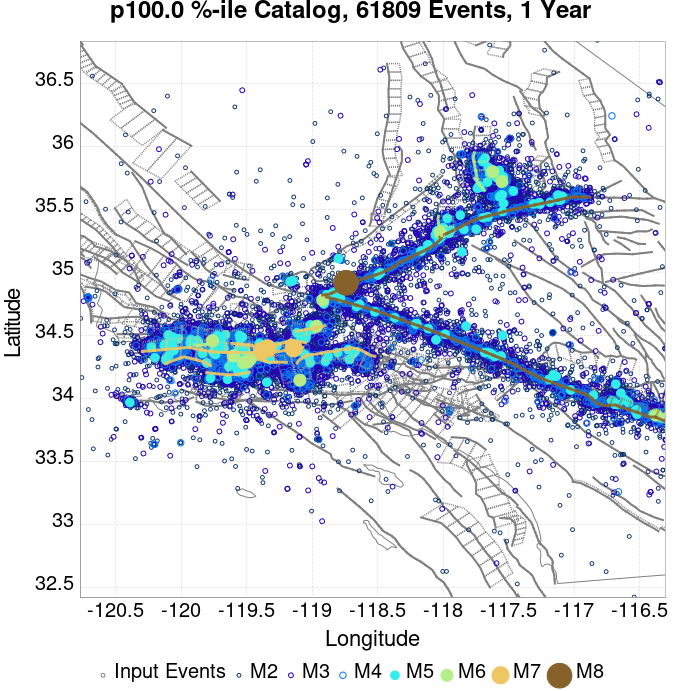 p100.0 %-ile Catalog, 61809 Events, 1 Year
36.5
36
35.5
35
34.5
34
33.5
33
32.5
Latitude
-120.5 -120 -119.5 -119 -118.5 -118 -117.5 -117 -116.5
Longitude
Input Events M2 M3 M4 M5 M6 M7 M8